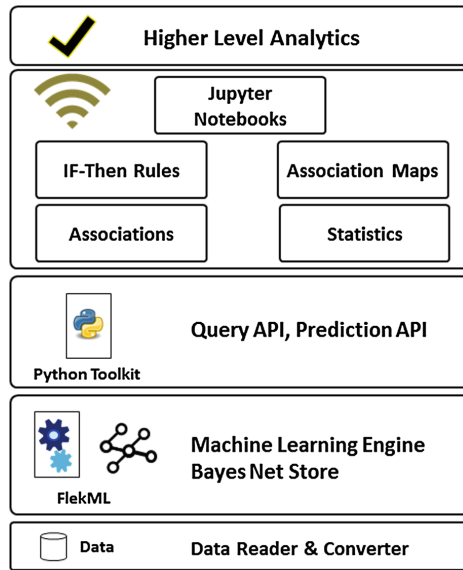 Higher Level Analytics
Jupyter
Notebooks
IF-Then Rules
Association Maps
Associations
Statistics
Query API, Prediction API
Python Toolkit
Machine Learning Engine
Bayes Net Store
FlekML
Data
Data Reader & Converter